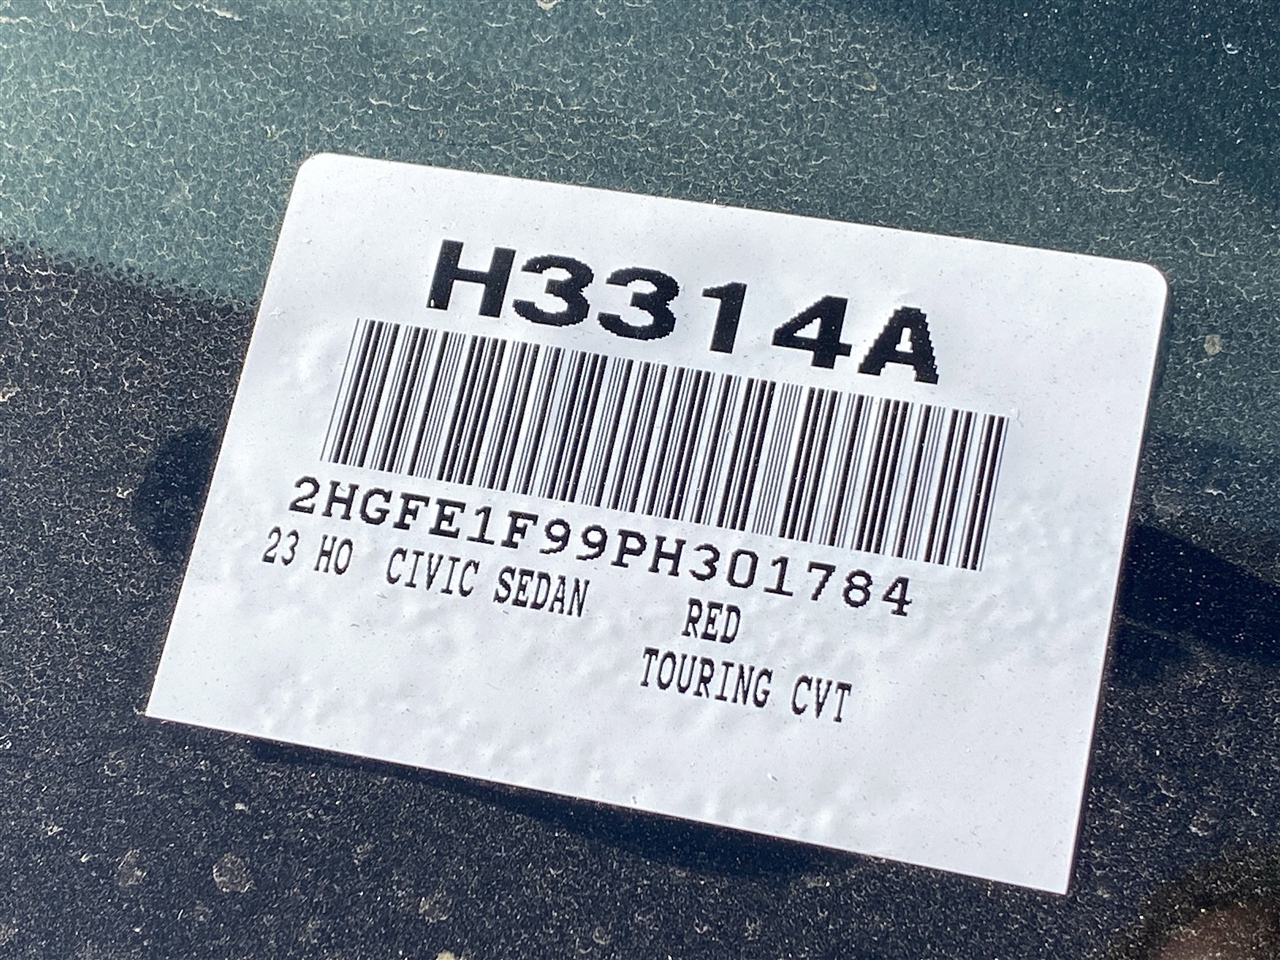 H3314A
2HGFE1F99PH301784
23 HO CIVIC SEDAN RED
TOURING CVT